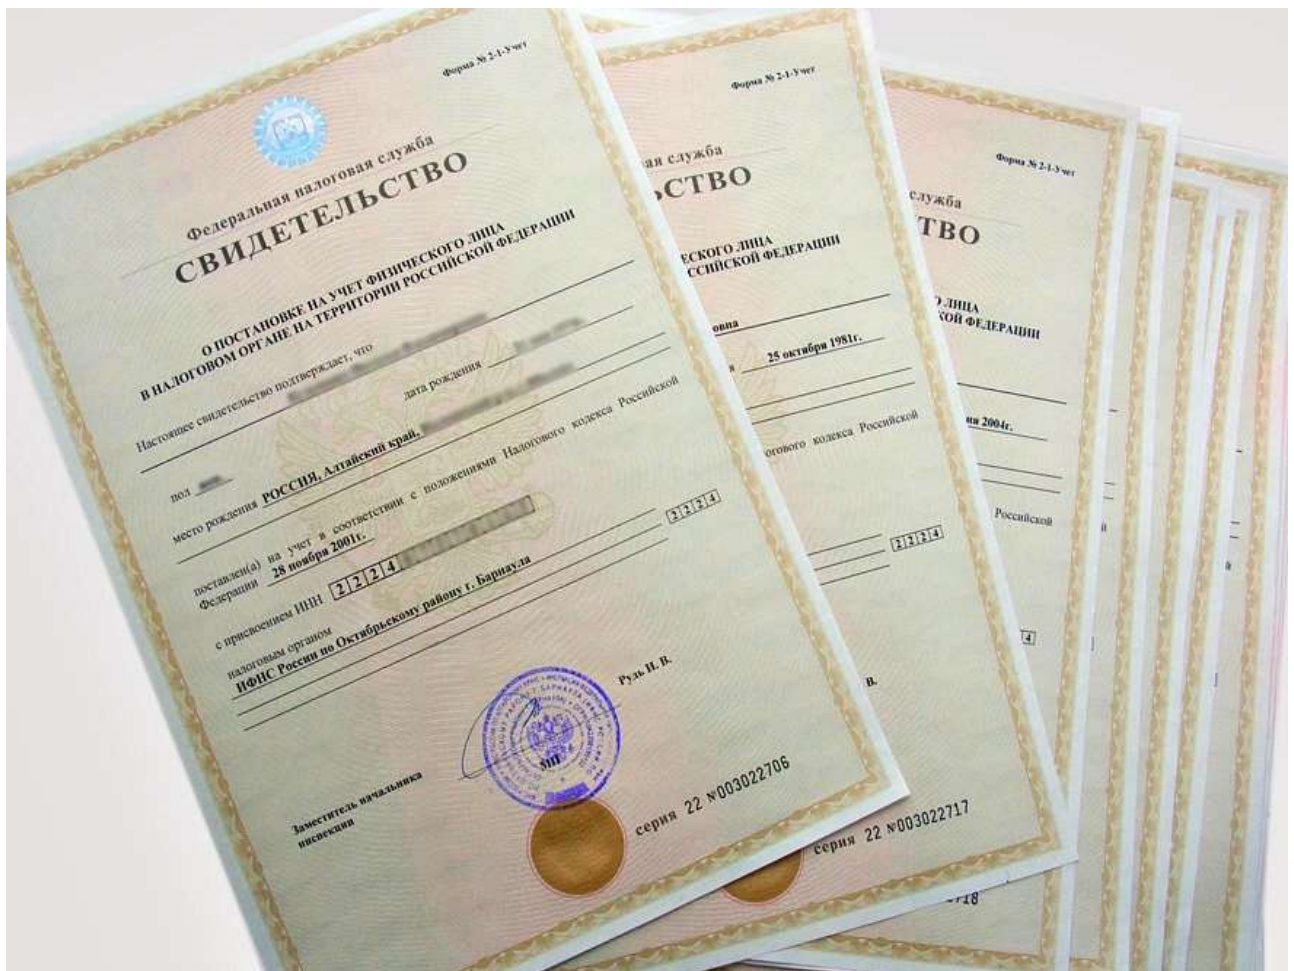 Форма № 2-1-Учет
Федеральная налоговая служба
СВИДЕТЕЛЬСТВО
О ПОСТАНОВКЕ НА УЧЕТ ФИЗИЧЕСКОГО ЛИЦА
В НАЛОГОВОМ ОРГАНЕ НА ТЕРРИТОРИИ РОССИЙСКОЙ ФЕДЕРАЦИИ
Настоящее свидетельство подтверждает, что
дата рождения
пол
место рождения РОССИЯ, Алтайский край,
поставлен(а) на учет в соответствии с положениями Налогового кодекса Российской
Федерации 28 ноября 2001г.
с присвоением ИНН 2224
налоговым органом
ИФНС России по Октябрьскому району г. Барнаула 2224
Заместитель начальника
инспекции
Рудь И. В.
МП
серия 22 №003022706
Форма № 2-1-Учет
ая служба
ЬСТВО
ЕСКОГО ЛИЦА
ССИЙСКОЙ ФЕДЕРАЦИИ
овна
25 октября 1981г.
огового кодекса Российской
2224
В.
серия 22 №003022717
Форма № 2-1-Учет
служба
ТВО
О ЛИЦА
КОЙ ФЕДЕРАЦИИ
ня 2004г.
Российской
4
718